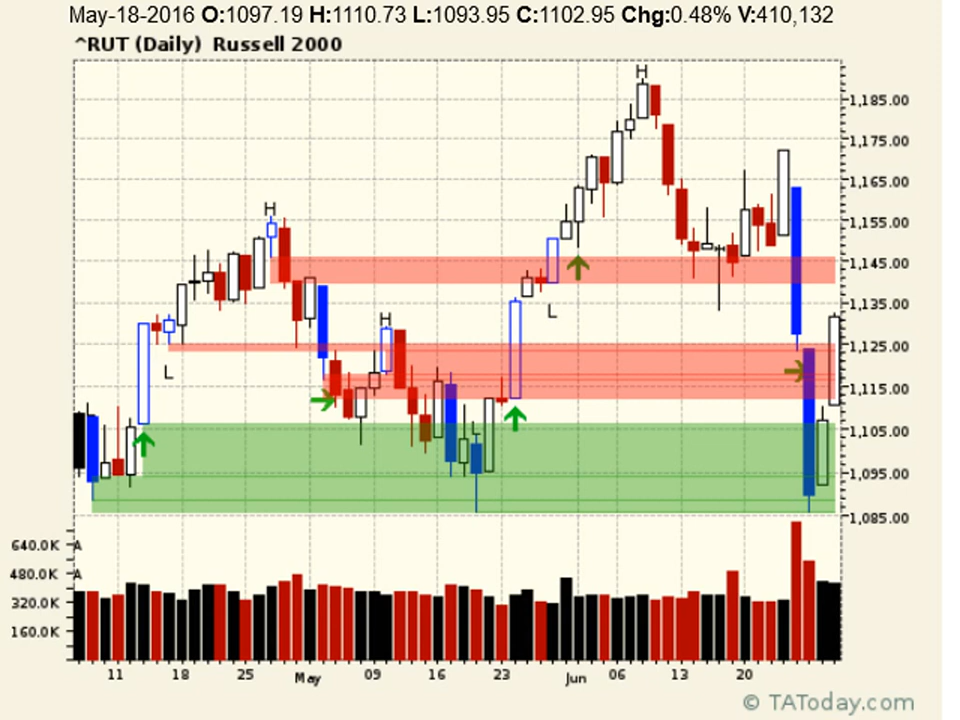 May-18-2016 O:1097.19 H:1110.73 L:1093.95 C:1102.95 Chg:0.48% V:410,132
^RUT (Daily) Russell 2000
H
1,185.00
1,175.00
1,165.00
H
1,155.00
1,145.00
L
1,135.00
H
1,125.00
L
1,115.00
L
1,105.00
1,095.00
1,085.00
640.0K A
480.0K A
320.0K
160.0K
11 18 25 May 09 16 23 Jun 06 13 20
© TAToday.com